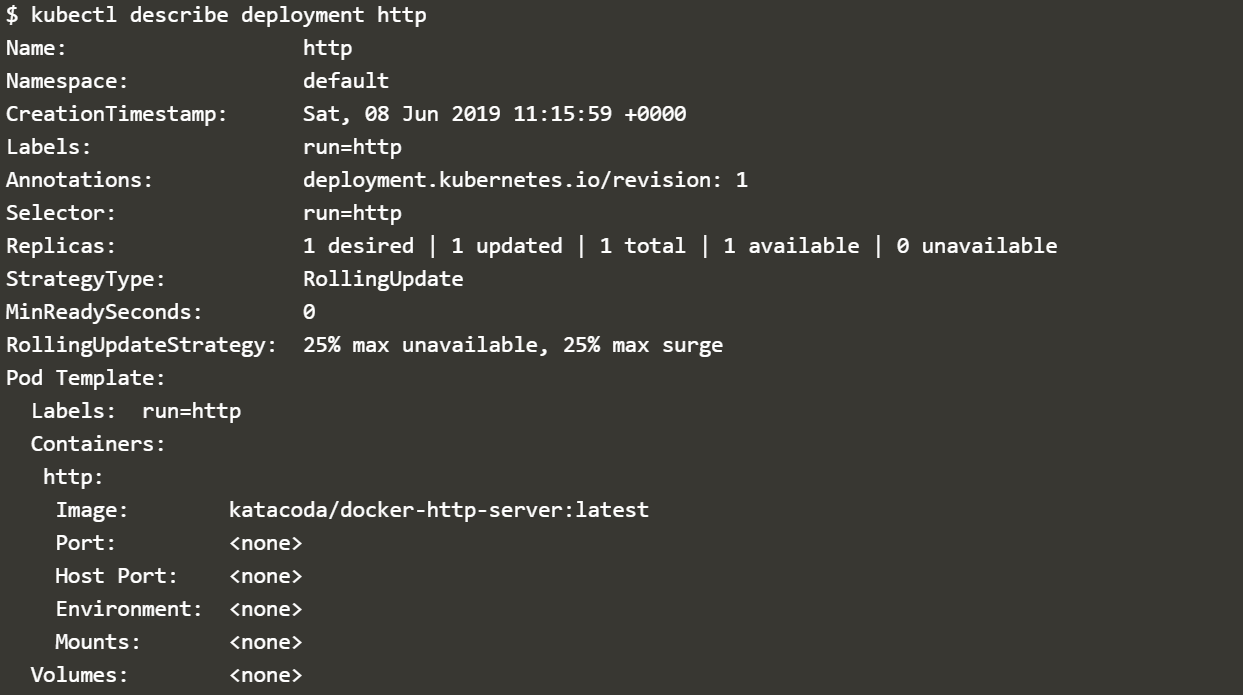 $ kubectl describe deployment http
Name:                   http
Namespace:              default
CreationTimestamp:      Sat, 08 Jun 2019 11:15:59 +0000
Labels:                 run=http
Annotations:            deployment.kubernetes.io/revision: 1
Selector:               run=http
Replicas:               1 desired | 1 updated | 1 total | 1 available | 0 unavailable
StrategyType:           RollingUpdate
MinReadySeconds:        0
RollingUpdateStrategy:  25% max unavailable, 25% max surge
Pod Template:
  Labels:  run=http
  Containers:
   http:
    Image:        katacoda/docker-http-server:latest
    Port:         <none>
    Host Port:    <none>
    Environment:  <none>
    Mounts:       <none>
  Volumes:        <none>